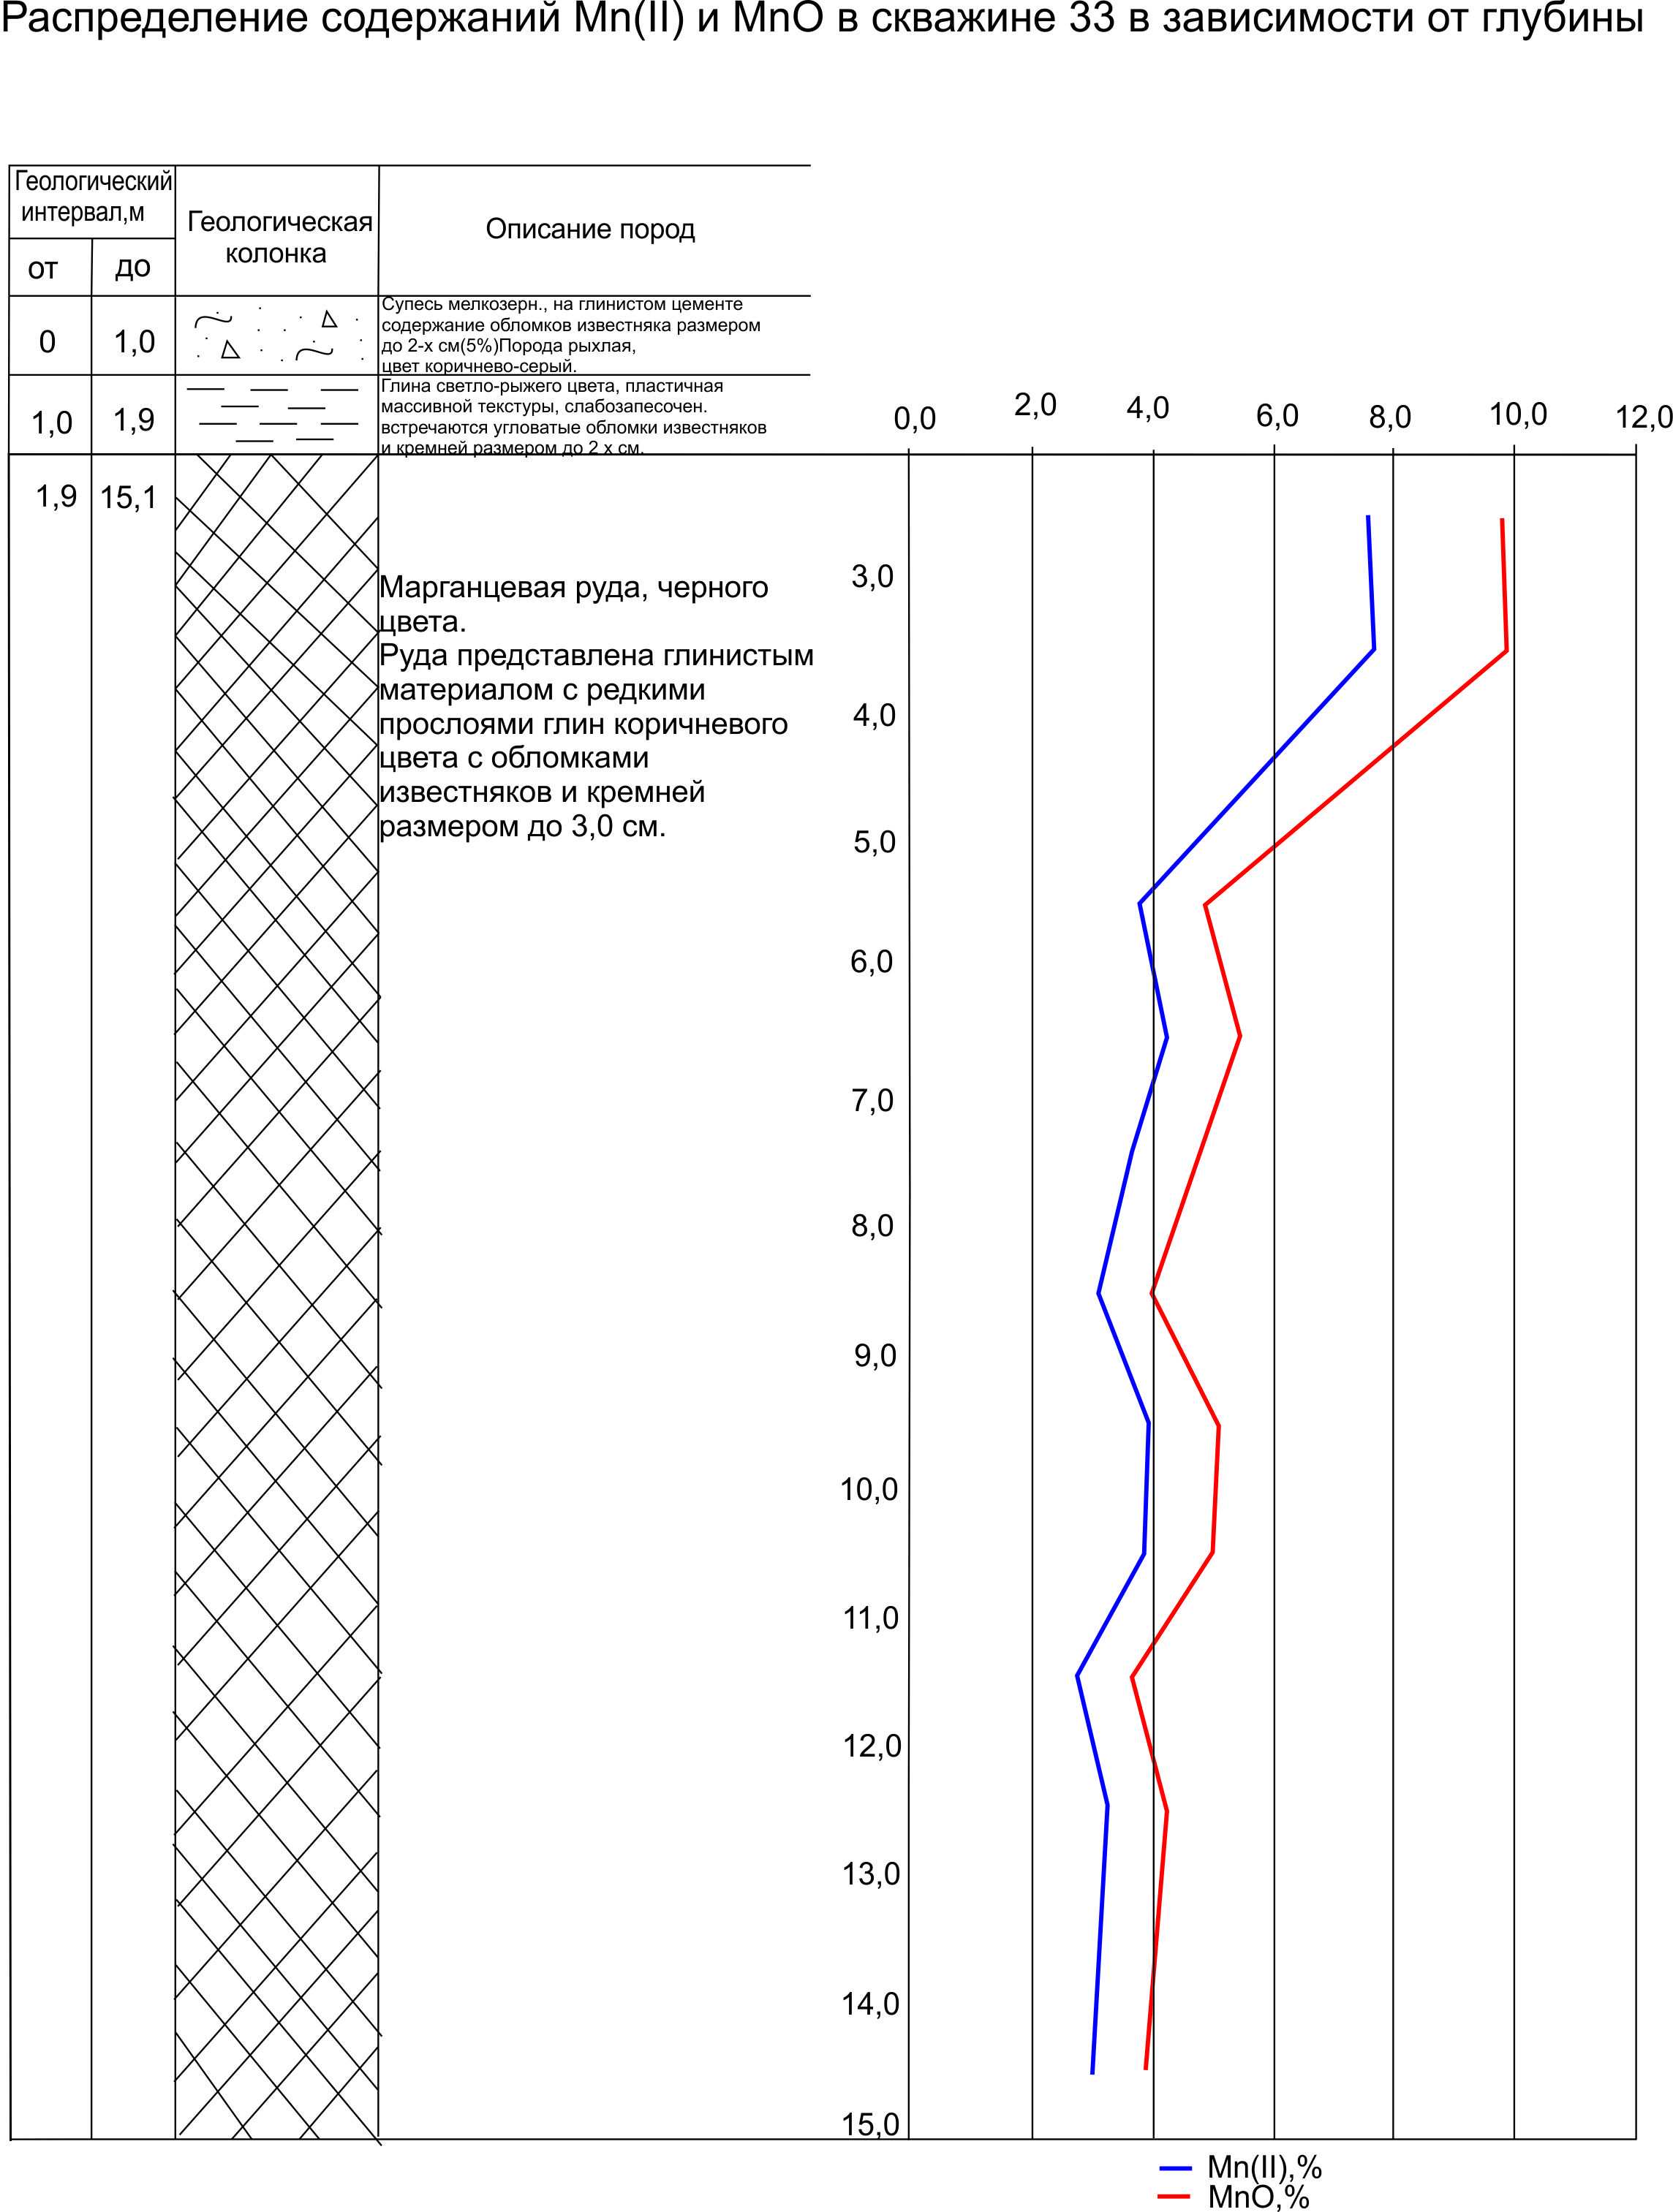 Распределение содержаний Mn(II) и MnO в скважине 33 в зависимости от глубины
Геологический
интервал,м
от
до
Геологическая
колонка
Описание пород
0
1,0
Супесь мелкозерн., на глинистом цементе
содержание обломков известняка размером
до 2-х см(5%)Порода рыхлая,
цвет коричнево-серый.
1,0
1,9
Глина светло-рыжего цвета, пластичная
массивной текстуры, слабозапесочен.
встречаются угловатые обломки известняков
и кремней размером до 2 х см.
1,9
15,1
Марганцевая руда, черного
цвета.
Руда представлена глинистым
материалом с редкими
прослоями глин коричневого
цвета с обломками
известняков и кремней
размером до 3,0 см.
0,0
2,0
4,0
6,0
8,0
10,0
12,0
3,0
4,0
5,0
6,0
7,0
8,0
9,0
10,0
11,0
12,0
13,0
14,0
15,0
Mn(II),%
MnO,%